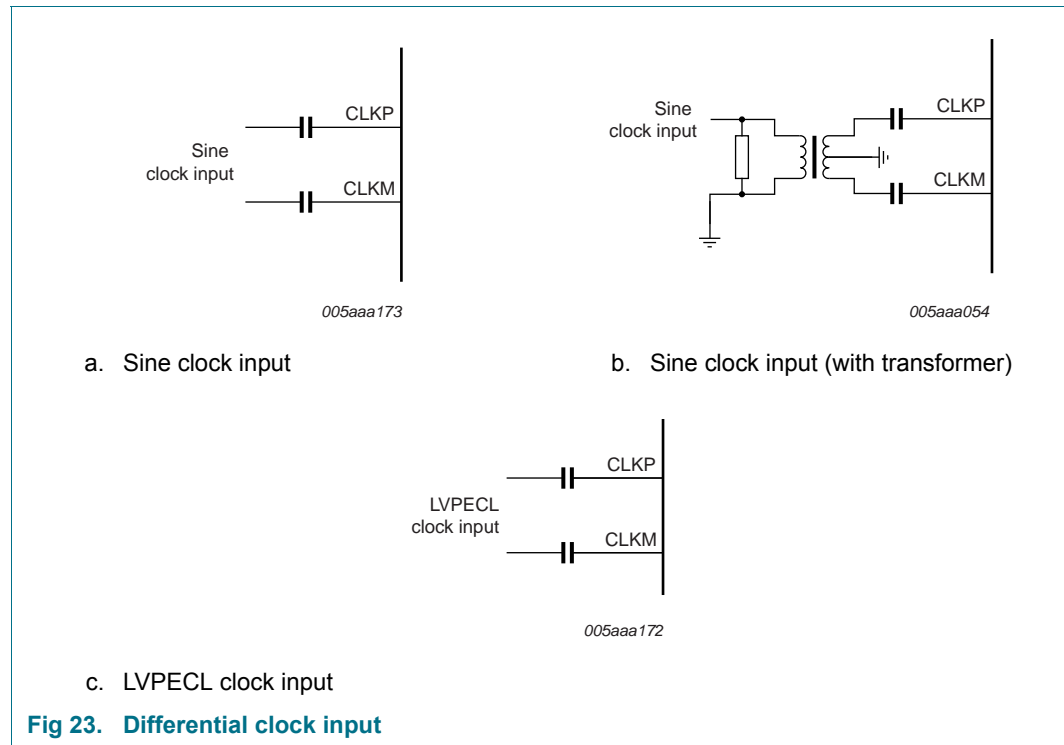 Sine
clock input
CLKP
CLKM
005aaa173
a. Sine clock input
Sine
clock input
CLKP
CLKM
005aaa054
b. Sine clock input (with transformer)
LVPECL
clock input
CLKP
CLKM
005aaa172
c. LVPECL clock input
Fig 23. Differential clock input